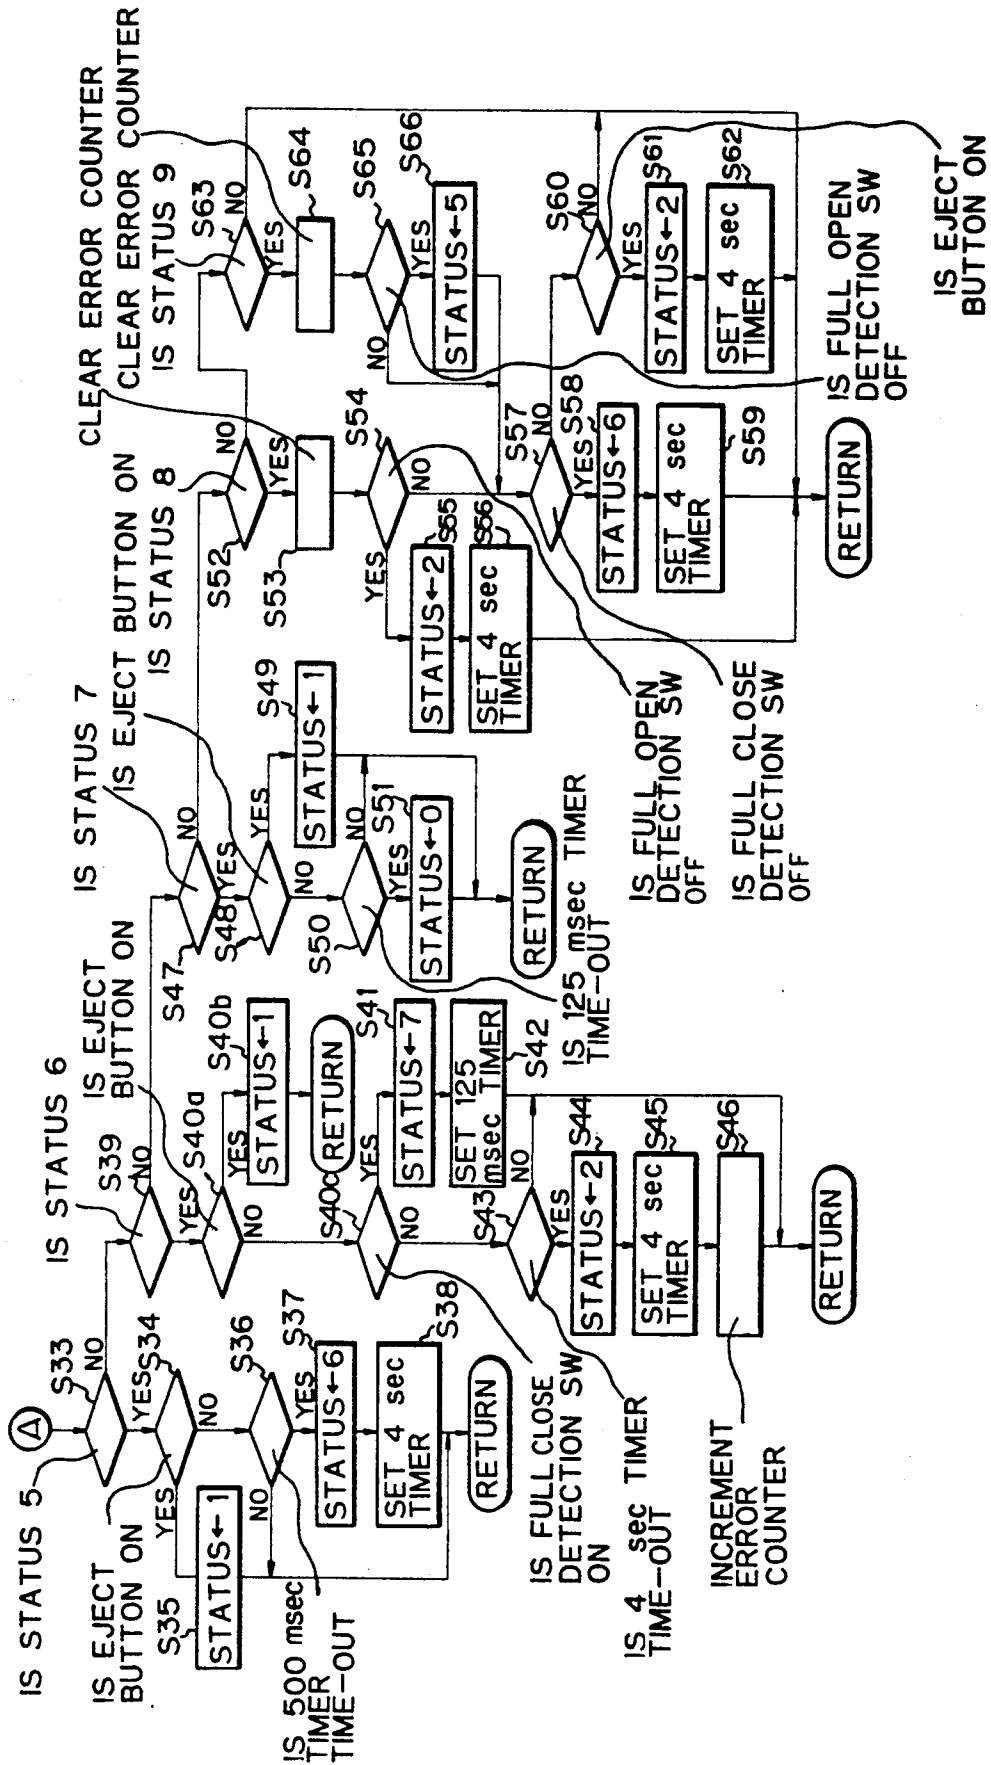 A
IS STATUS 5
S33
NO
YES
IS EJECT
BUTTON ON
S34
YES
NO
S35
STATUS←1
S36
NO
YES
IS 500 msec
TIMER
TIME-OUT
S37
STATUS←6
S38
SET 4 sec
TIMER
RETURN
IS STATUS 6
S39
NO
YES
IS EJECT
BUTTON ON
S40a
YES
NO
S40b
STATUS←1
RETURN
S40c
YES
NO
IS FULL CLOSE
DETECTION SW
ON
S41
STATUS←7
S42
SET 125
msec TIMER
S43
NO
YES
IS 4 sec TIMER
TIME-OUT
S44
STATUS←2
S45
SET 4 sec
TIMER
S46
INCREMENT
ERROR
COUNTER
RETURN
IS STATUS 7
S47
NO
YES
IS EJECT BUTTON ON
S48
YES
NO
S49
STATUS←1
S50
NO
YES
IS 125 msec TIMER
TIME-OUT
S51
STATUS←0
RETURN
IS STATUS 8
S52
NO
YES
CLEAR ERROR COUNTER
S53
S54
YES
NO
IS FULL OPEN
DETECTION SW
OFF
S55
STATUS←2
S56
SET 4 sec
TIMER
S57
NO
YES
IS FULL CLOSE
DETECTION SW
OFF
S58
STATUS←6
S59
SET 4 sec
TIMER
IS STATUS 9
S63
NO
YES
CLEAR ERROR COUNTER
S64
S65
NO
YES
IS FULL OPEN
DETECTION SW
OFF
S66
STATUS←5
S60
NO
YES
IS EJECT
BUTTON ON
S61
STATUS←2
S62
SET 4 sec
TIMER
RETURN